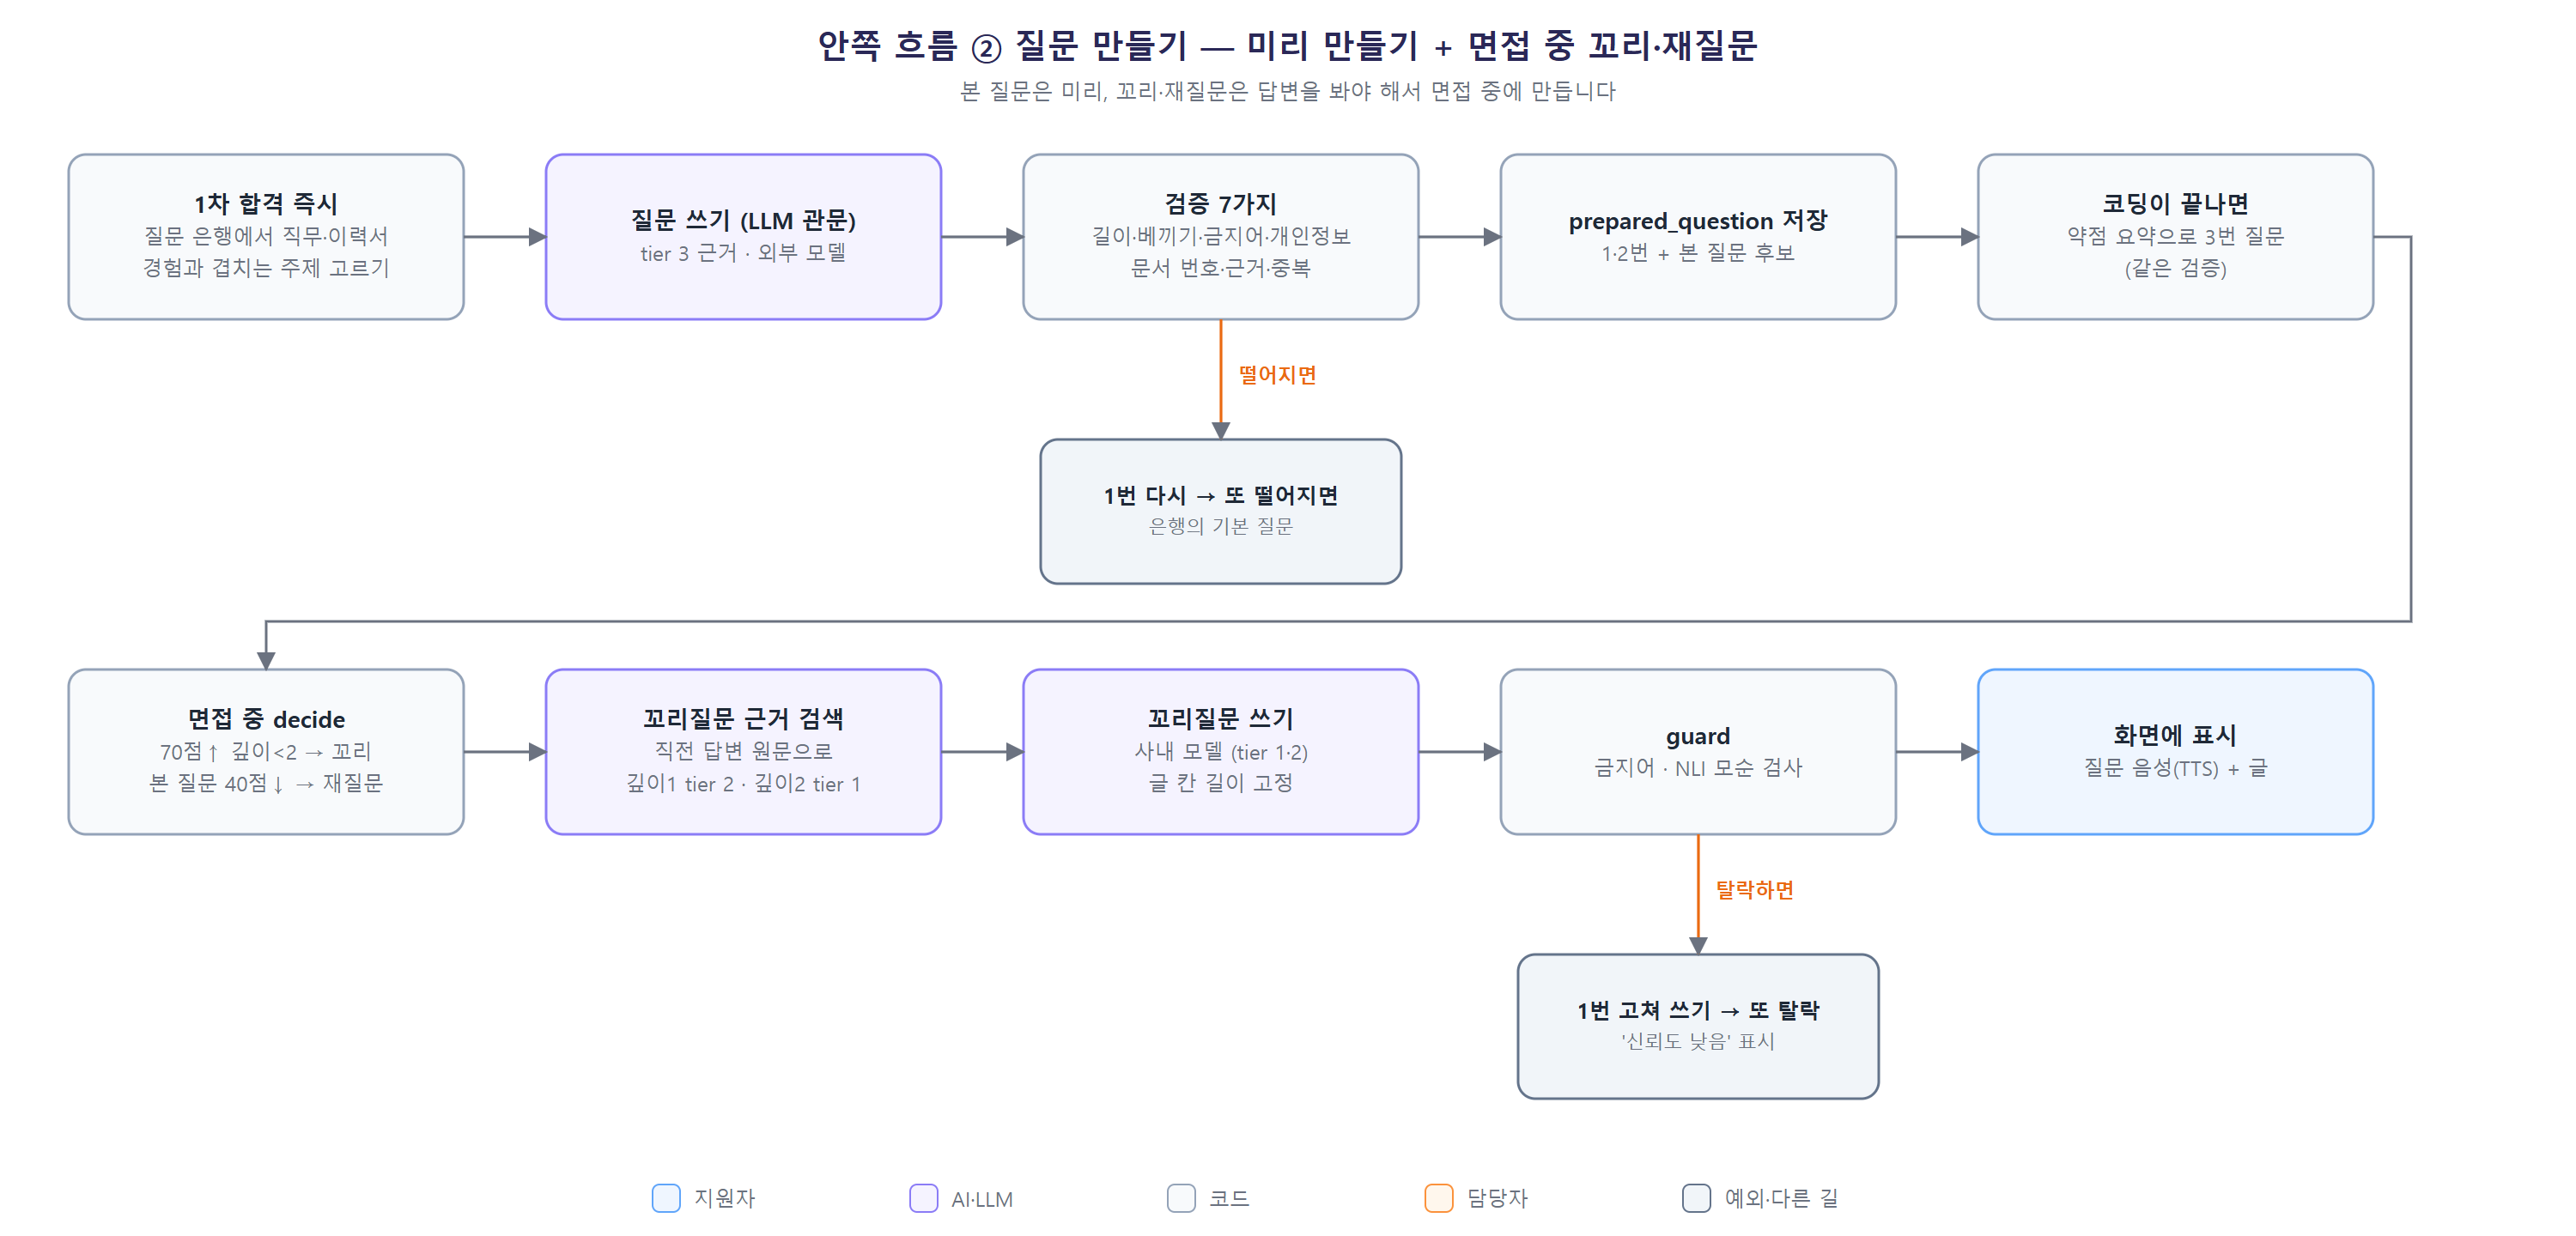 안쪽 흐름 ② 질문 만들기 — 미리 만들기 + 면접 중 꼬리·재질문
본 질문은 미리, 꼬리·재질문은 답변을 봐야 해서 면접 중에 만듭니다
1차 합격 즉시
질문 은행에서 직무·이력서
경험과 겹치는 주제 고르기
질문 쓰기 (LLM 관문)
tier 3 근거 · 외부 모델
검증 7가지
길이·베끼기·금지어·개인정보
문서 번호·근거·중복
prepared_question 저장
1·2번 + 본 질문 후보
코딩이 끝나면
약점 요약으로 3번 질문
(같은 검증)
떨어지면
1번 다시 → 또 떨어지면
은행의 기본 질문
면접 중 decide
70점↑ 깊이<2 → 꼬리
본 질문 40점↓ → 재질문
꼬리질문 근거 검색
직전 답변 원문으로
깊이1 tier 2 · 깊이2 tier 1
꼬리질문 쓰기
사내 모델 (tier 1·2)
글 칸 길이 고정
guard
금지어 · NLI 모순 검사
화면에 표시
질문 음성(TTS) + 글
탈락하면
1번 고쳐 쓰기 → 또 탈락
'신뢰도 낮음' 표시
지원자
AI·LLM
코드
담당자
예외·다른 길